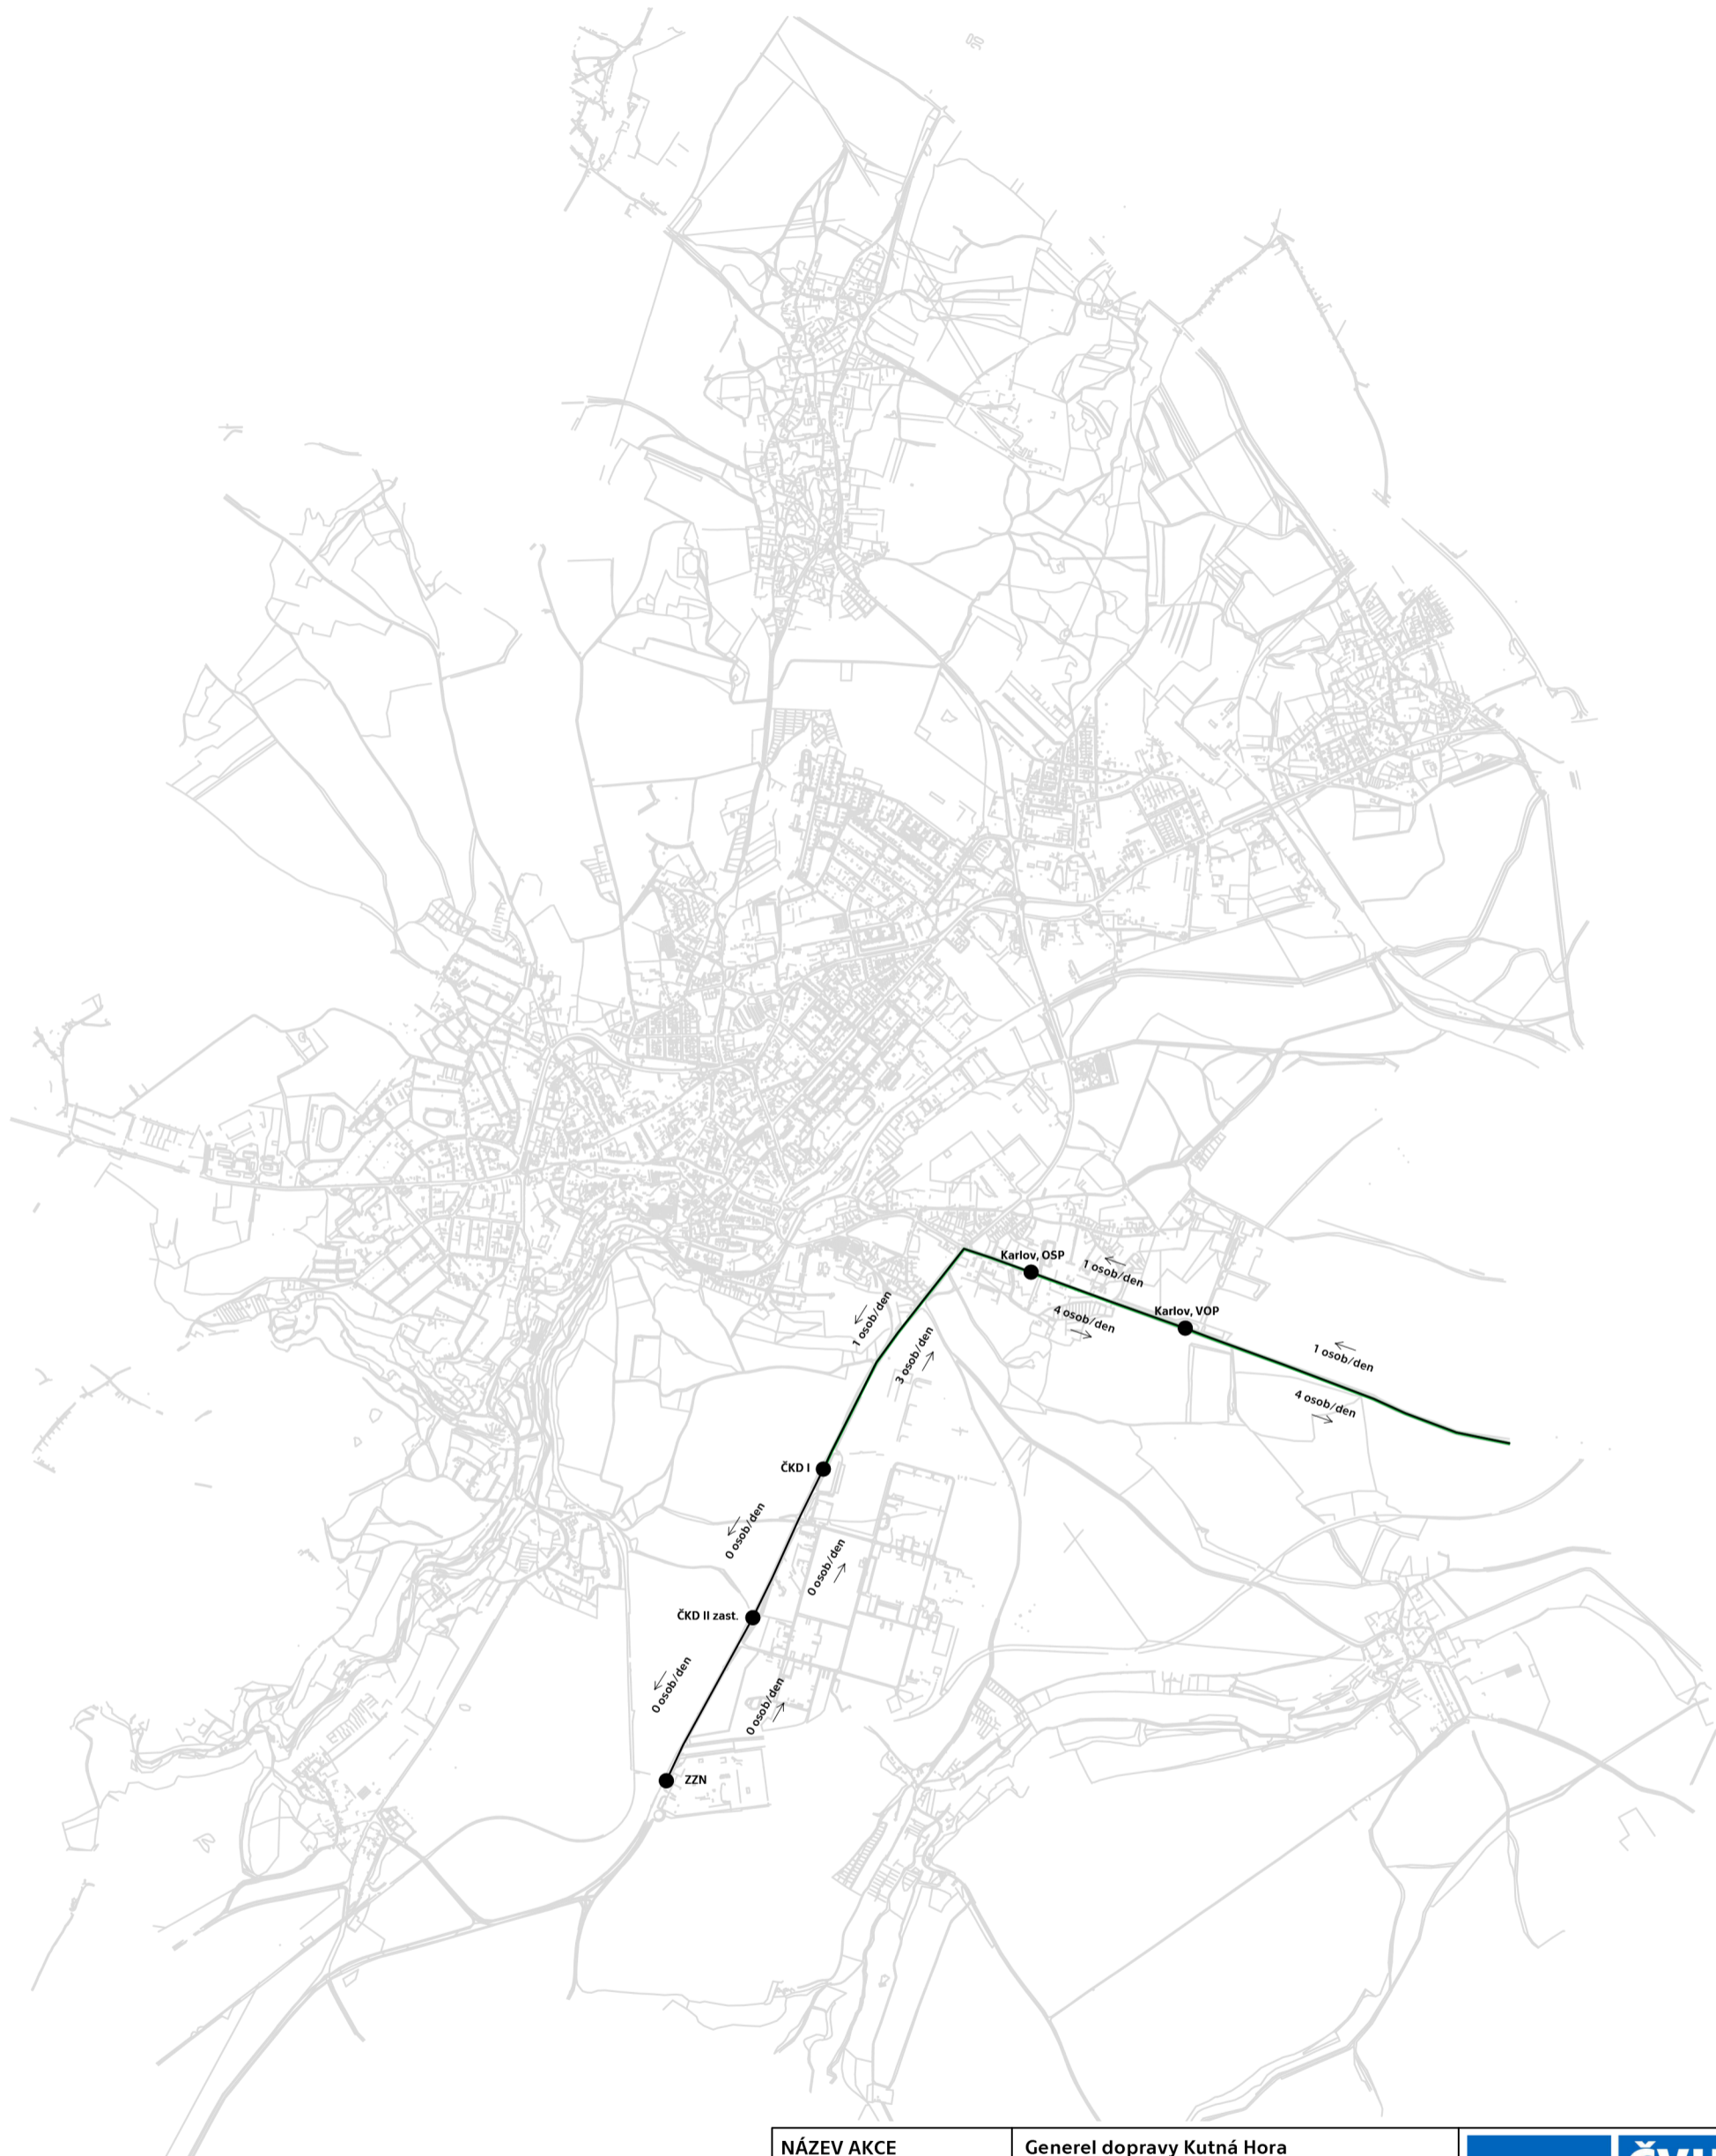 Karlov, OSP
1 osob/den
4 osob/den
Karlov, VOP
1 osob/den
4 osob/den
1 osob/den
3 osob/den
ČKD I
0 osob/den
0 osob/den
ČKD II zast.
0 osob/den
0 osob/den
ZZN
NÁZEV AKCE
Generel dopravy Kutná Hora